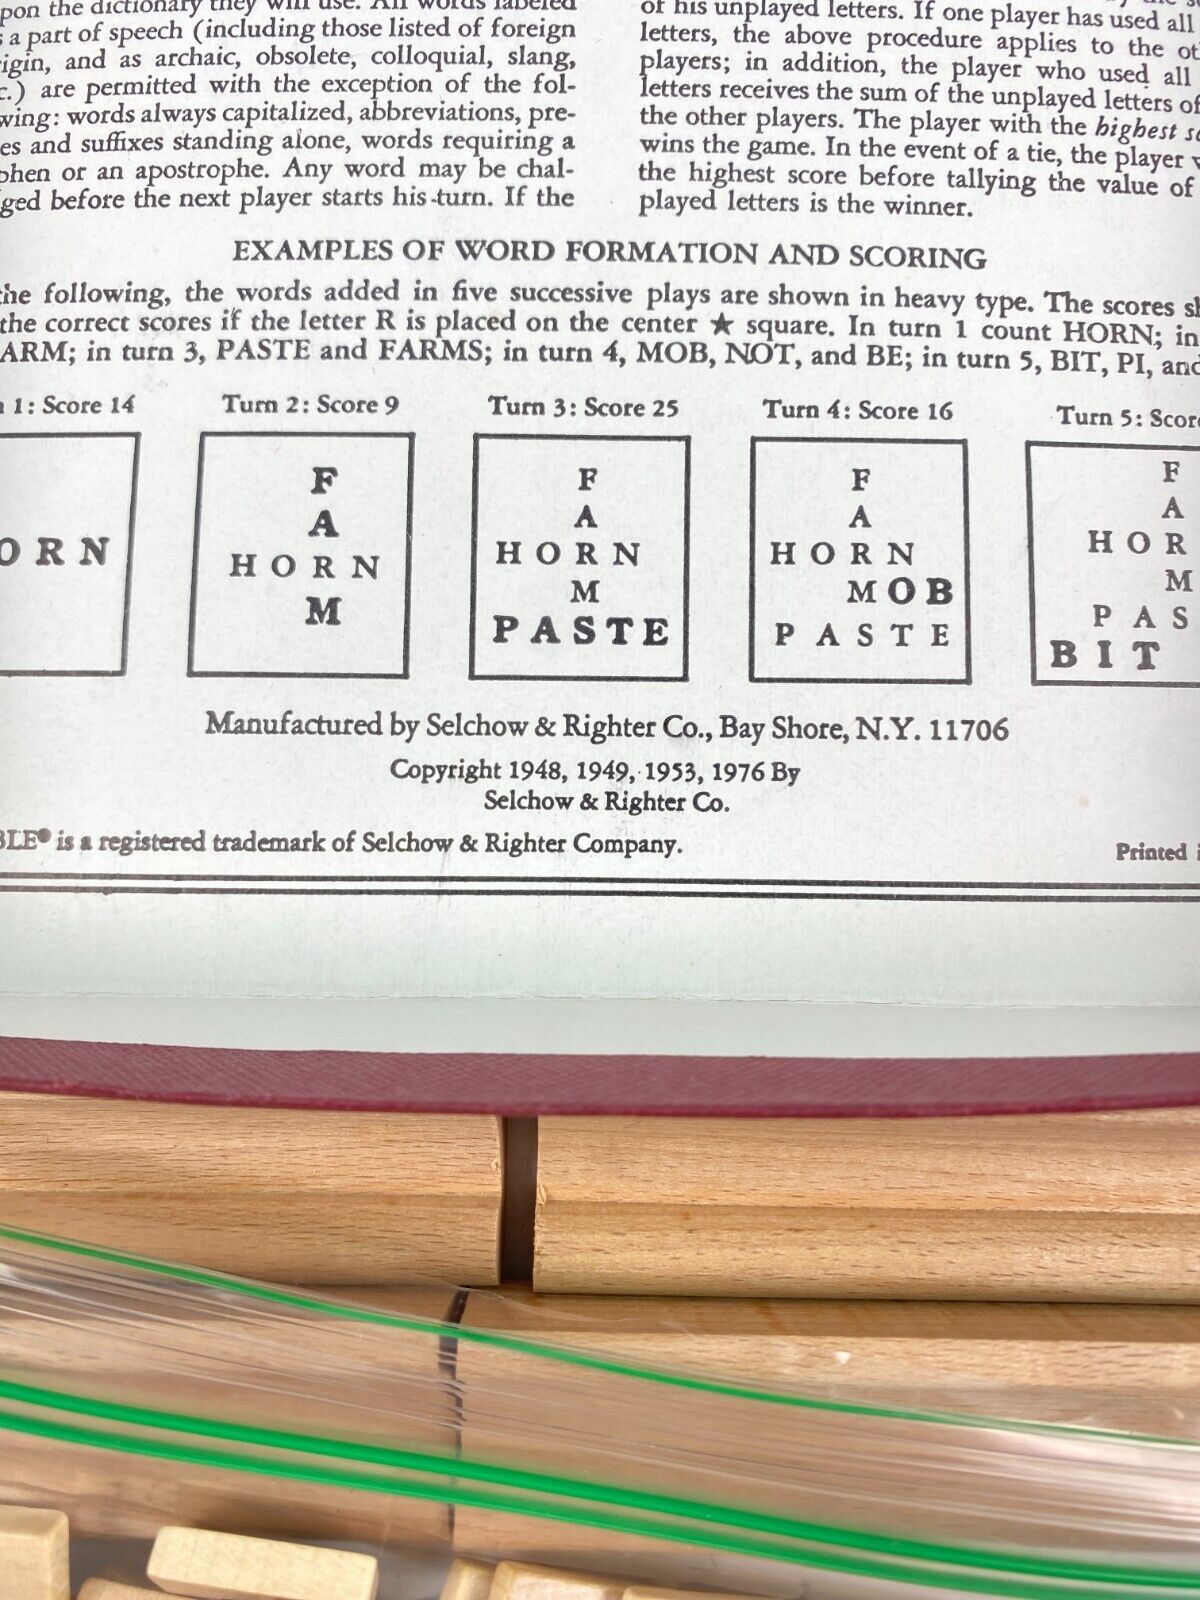 upon the dictionary they will use. All words labeled
a part of speech (including those listed of foreign
igin, and as archaic, obsolete, colloquial, slang,
c.) are permitted with the exception of the fol-
wing: words always capitalized, abbreviations, pre-
es and suffixes standing alone, words requiring a
phen or an apostrophe. Any word may be chal-
ged before the next player starts his turn. If the
of his unplayed letters. If one player has used all
letters, the above procedure applies to the ot
players; in addition, the player who used all
letters receives the sum of the unplayed letters of
the other players. The player with the highest s
wins the game. In the event of a tie, the player w
the highest score before tallying the value of
played letters is the winner.
EXAMPLES OF WORD FORMATION AND SCORING
the following, the words added in five successive plays are shown in heavy type. The scores sh
the correct scores if the letter R is placed on the center ★ square. In turn 1 count HORN; in
ARM; in turn 3, PASTE and FARMS; in turn 4, MOB, NOT, and BE; in turn 5, BIT, PI, and
1: Score 14
ORN
Turn 2: Score 9
F
A
HORN
M
Turn 3: Score 25
F
A
HORN
M
PASTE
Turn 4: Score 16
F
A
HORN
MOB
PASTE
Turn 5: Scor
F
A
HOR
M
PAS
BIT
Manufactured by Selchow & Righter Co., Bay Shore, N.Y. 11706
Copyright 1948, 1949, 1953, 1976 By
Selchow & Righter Co.
BLE® is a registered trademark of Selchow & Righter Company.
Printed i